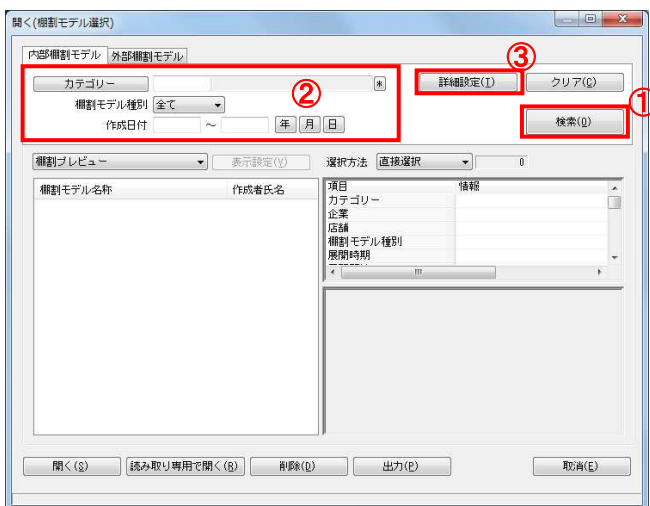 開く(棚割モデル選択)
内部棚割モデル 外部棚割モデル
③
カテゴリー * 詳細設定(I) クリア(C)
②
①
棚割モデル種別 全て
作成日付 ～ 年 月 日 検索(Q)
棚割プレビュー 表示設定(V) 選択方法 直接選択 0
棚割モデル名称 作成者氏名 項目 情報
カテゴリー
企業
店舗
棚割モデル種別
展開時期
開く(S) 読み取り専用で開く(R) 削除(D) 出力(P) 取消(E)